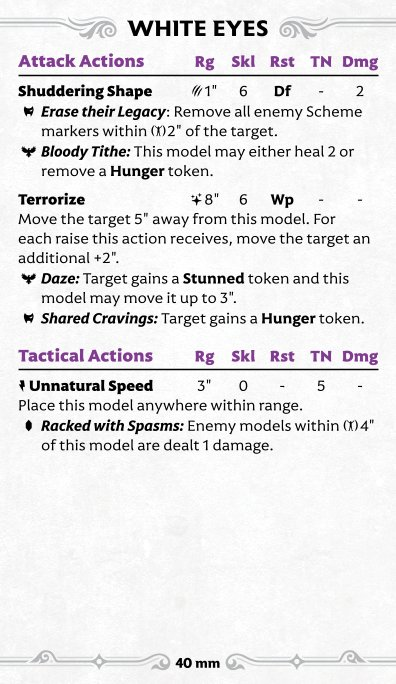 WHITE EYES
Attack Actions Rg Skl Rst TN Dmg
Shuddering Shape 1" 6 Df - 2
Erase their Legacy: Remove all enemy Scheme
markers within 2" of the target.
Bloody Tithe: This model may either heal 2 or
remove a Hunger token.
Terrorize 8" 6 Wp - -
Move the target 5" away from this model. For
each raise this action receives, move the target an
additional +2".
Daze: Target gains a Stunned token and this
model may move it up to 3".
Shared Cravings: Target gains a Hunger token.
Tactical Actions Rg Skl Rst TN Dmg
Unnatural Speed 3" 0 - 5 -
Place this model anywhere within range.
Racked with Spasms: Enemy models within 4"
of this model are dealt 1 damage.
40 mm